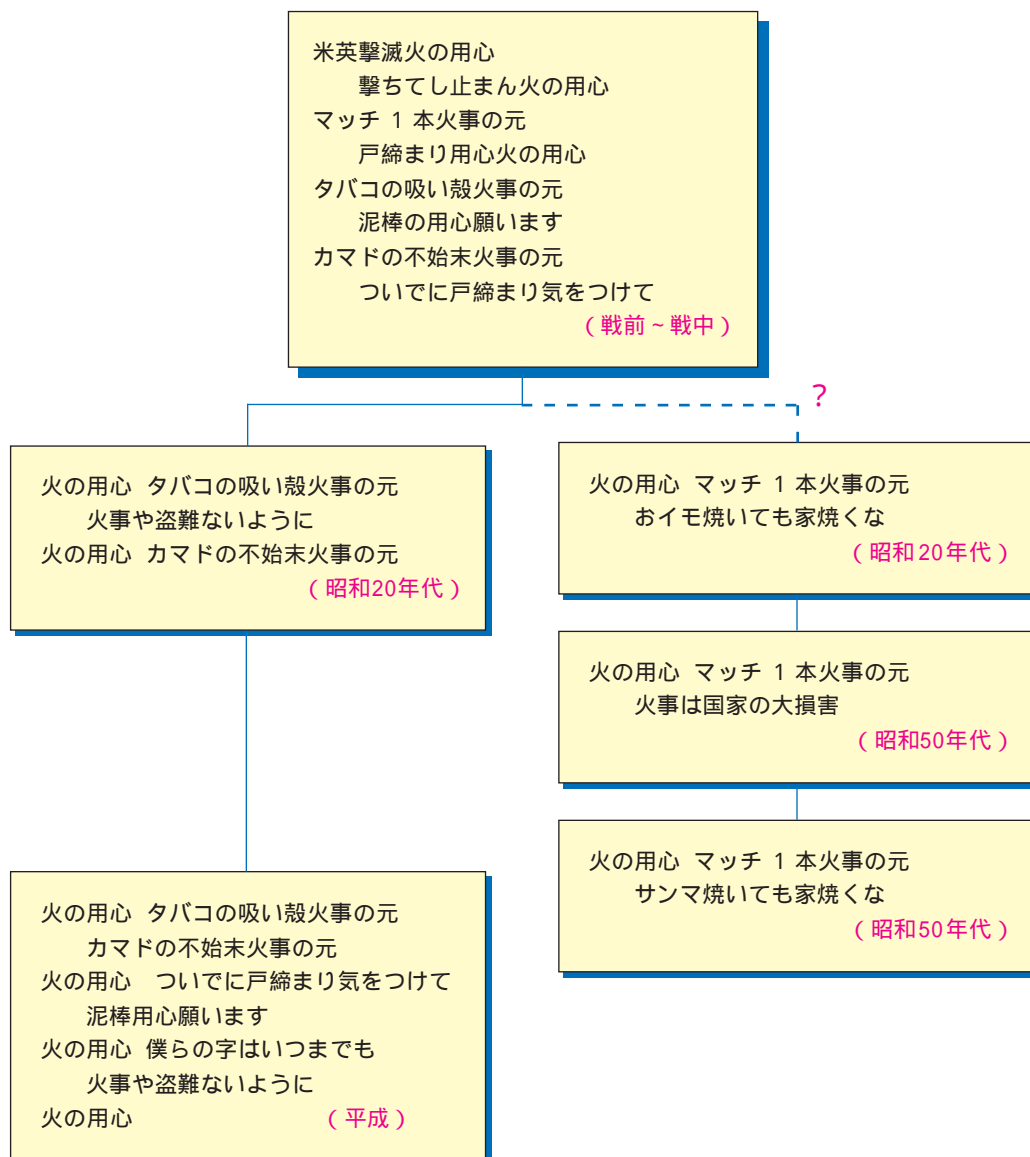 米英撃滅火の用心
撃ちてし止まん火の用心
マッチ 1 本火事の元
戸締まり用心火の用心
タバコの吸い殻火事の元
泥棒の用心願います
カマドの不始末火事の元
ついでに戸締まり気をつけて
（戦前～戦中）
？
火の用心 タバコの吸い殻火事の元
火事や盗難ないように
火の用心 カマドの不始末火事の元
（昭和20年代）
火の用心 マッチ 1 本火事の元
おイモ焼いても家焼くな
（昭和20年代）
火の用心 マッチ 1 本火事の元
火事は国家の大損害
（昭和50年代）
火の用心 マッチ 1 本火事の元
サンマ焼いても家焼くな
（昭和50年代）
火の用心 タバコの吸い殻火事の元
カマドの不始末火事の元
火の用心 ついでに戸締まり気をつけて
泥棒用心願います
火の用心 僕らの字はいつまでも
火事や盗難ないように
火の用心 （平成）